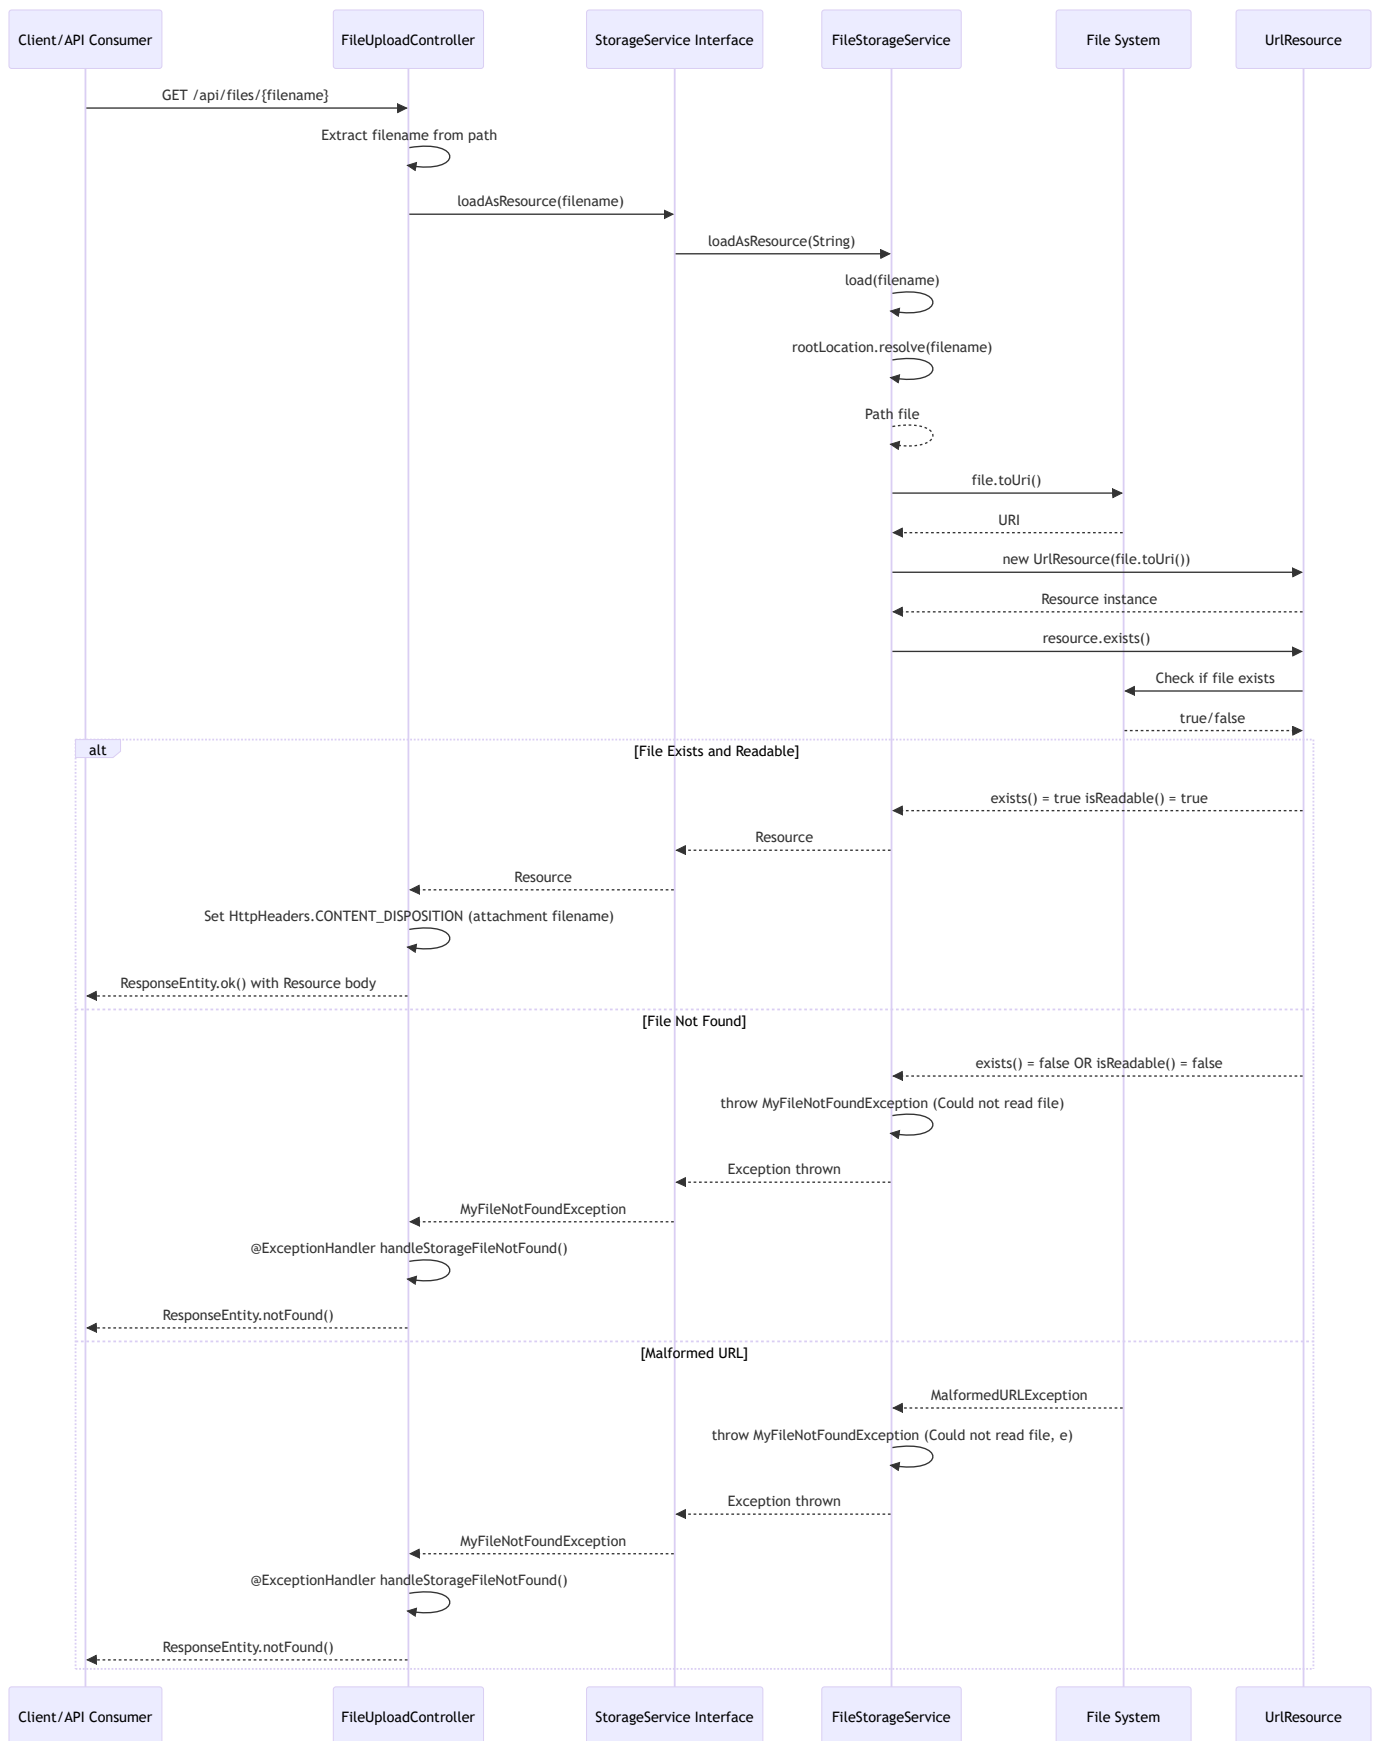 Client/API Consumer
FileUploadController
StorageService Interface
FileStorageService
File System
UrlResource
GET /api/files/{filename}
Extract filename from path
loadAsResource(filename)
loadAsResource(String)
load(filename)
rootLocation.resolve(filename)
Path file
file.toUri()
URI
new UrlResource(file.toUri())
Resource instance
resource.exists()
Check if file exists
true/false
alt
[File Exists and Readable]
exists() = true isReadable() = true
Resource
Resource
Set HttpHeaders.CONTENT_DISPOSITION (attachment filename)
ResponseEntity.ok() with Resource body
[File Not Found]
exists() = false OR isReadable() = false
throw MyFileNotFoundException (Could not read file)
Exception thrown
MyFileNotFoundException
@ExceptionHandler handleStorageFileNotFound()
ResponseEntity.notFound()
[Malformed URL]
MalformedURLException
throw MyFileNotFoundException (Could not read file, e)
Exception thrown
MyFileNotFoundException
@ExceptionHandler handleStorageFileNotFound()
ResponseEntity.notFound()
Client/API Consumer
FileUploadController
StorageService Interface
FileStorageService
File System
UrlResource